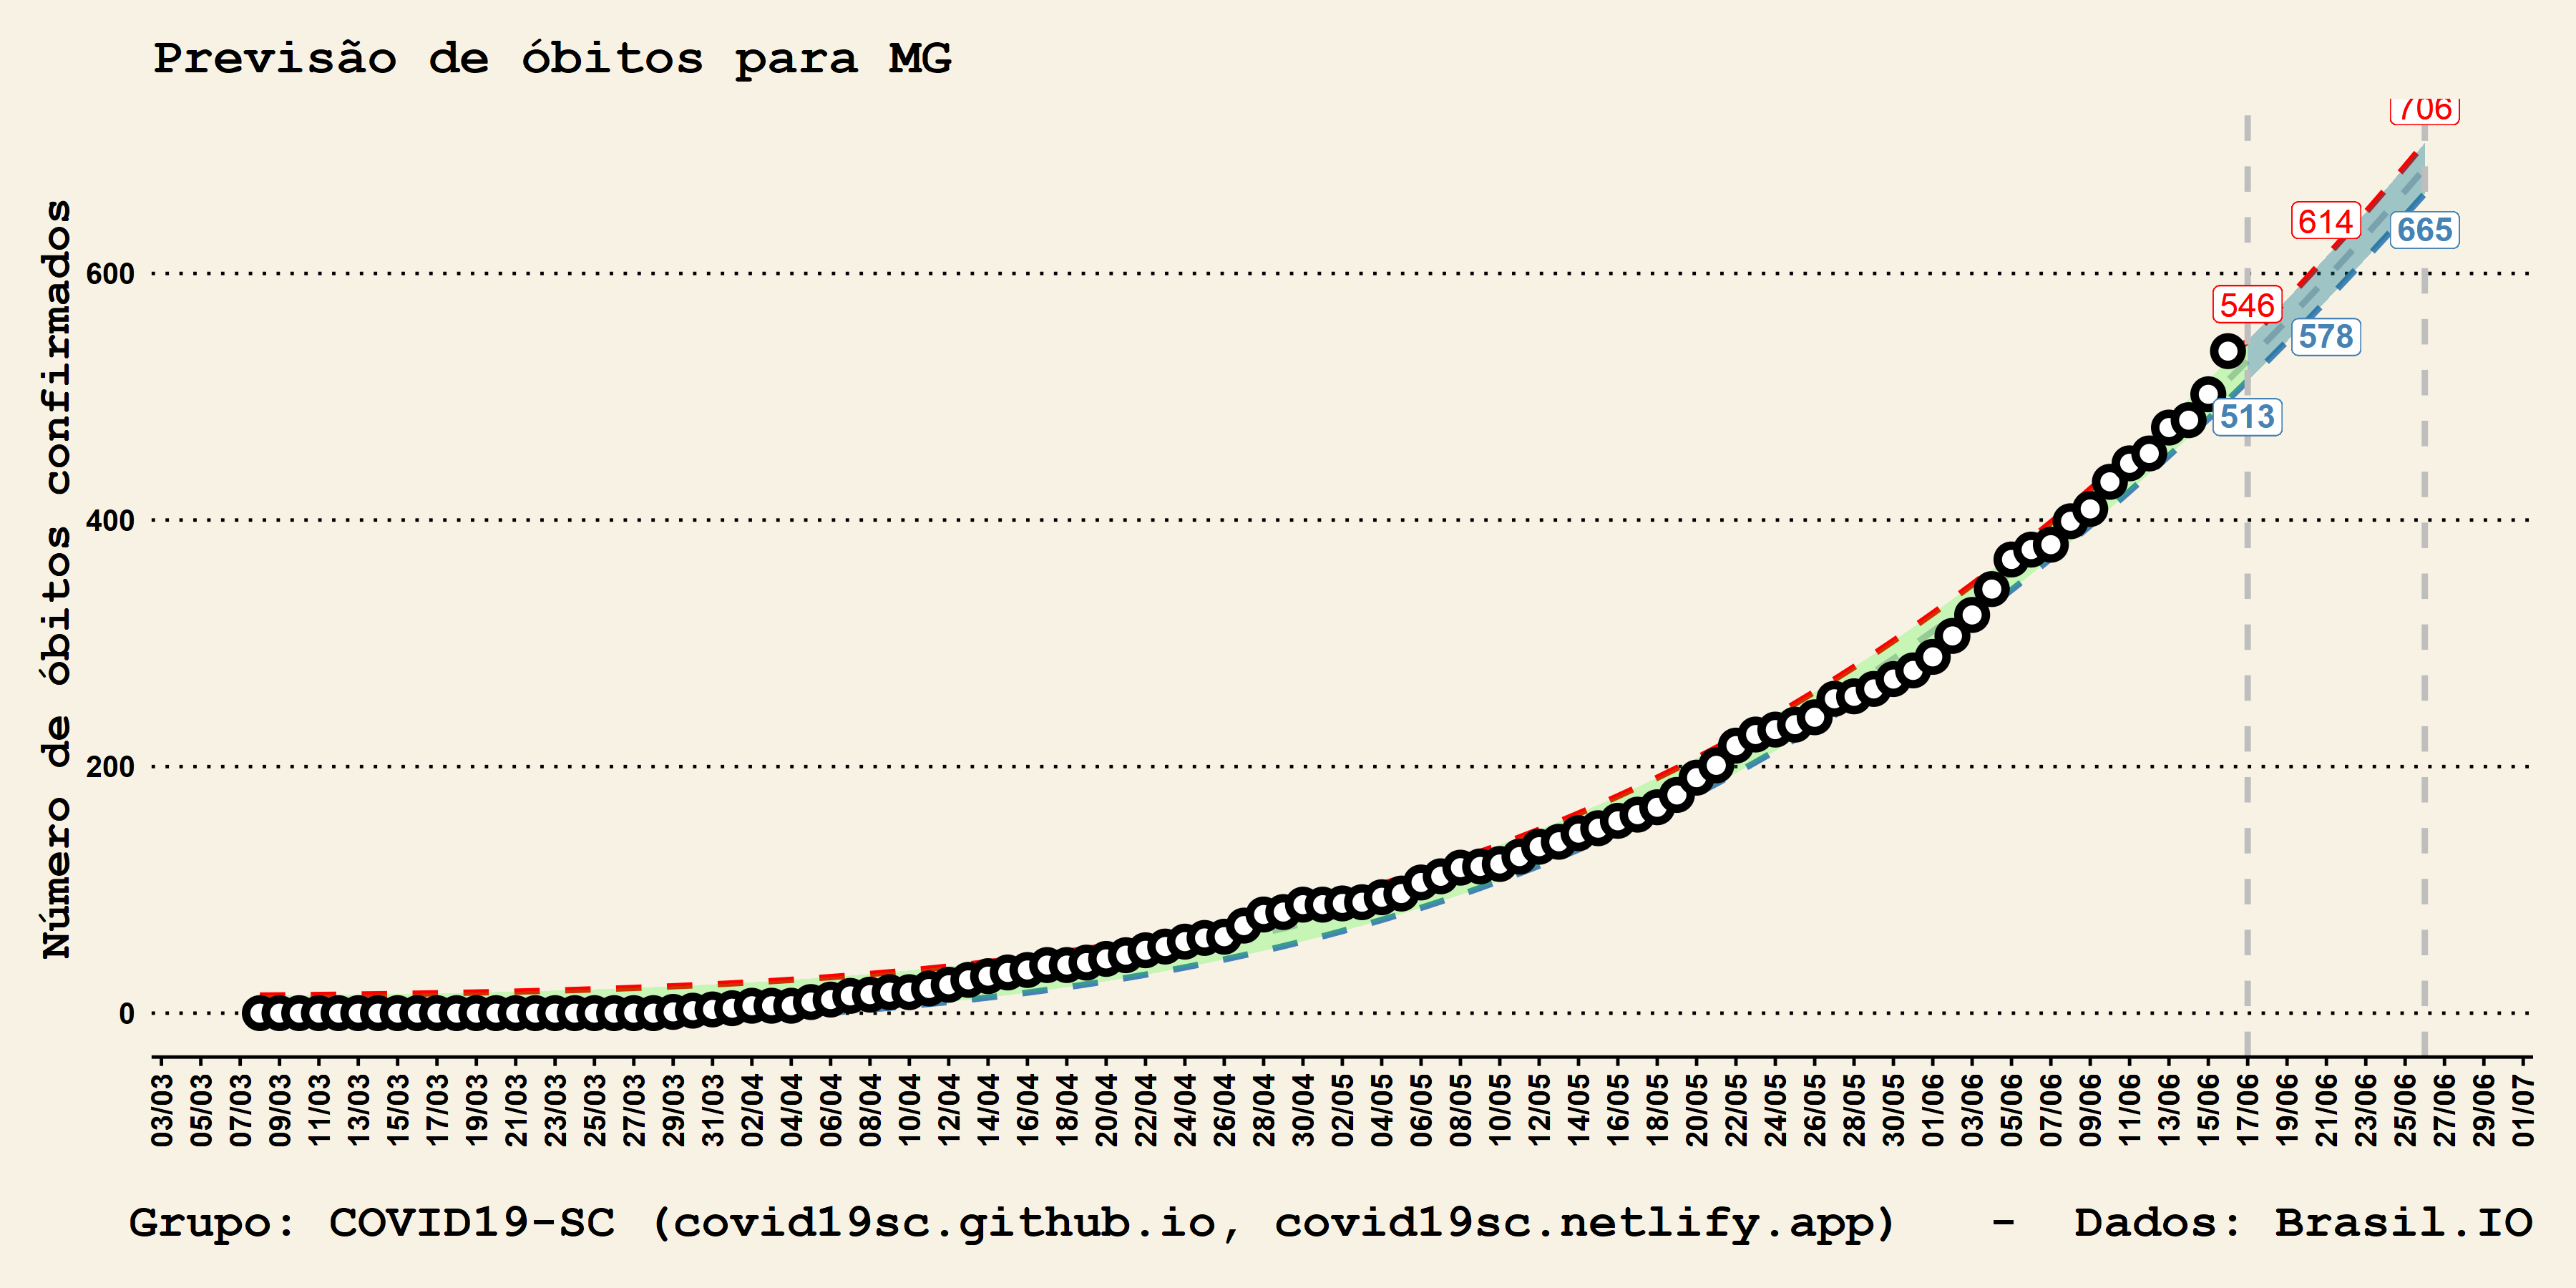 Previsão de óbitos para MG
Número de óbitos confirmados
706
614
665
600
546
578
513
400
200
0
03/03 05/03 07/03 09/03 11/03 13/03 15/03 17/03 19/03 21/03 23/03 25/03 27/03 29/03 31/03 02/04 04/04 06/04 08/04 10/04 12/04 14/04 16/04 18/04 20/04 22/04 24/04 26/04 28/04 30/04 02/05 04/05 06/05 08/05 10/05 12/05 14/05 16/05 18/05 20/05 22/05 24/05 26/05 28/05 30/05 01/06 03/06 05/06 07/06 09/06 11/06 13/06 15/06 17/06 19/06 21/06 23/06 25/06 27/06 29/06 01/07
Grupo: COVID19-SC (covid19sc.github.io, covid19sc.netlify.app) - Dados: Brasil.IO